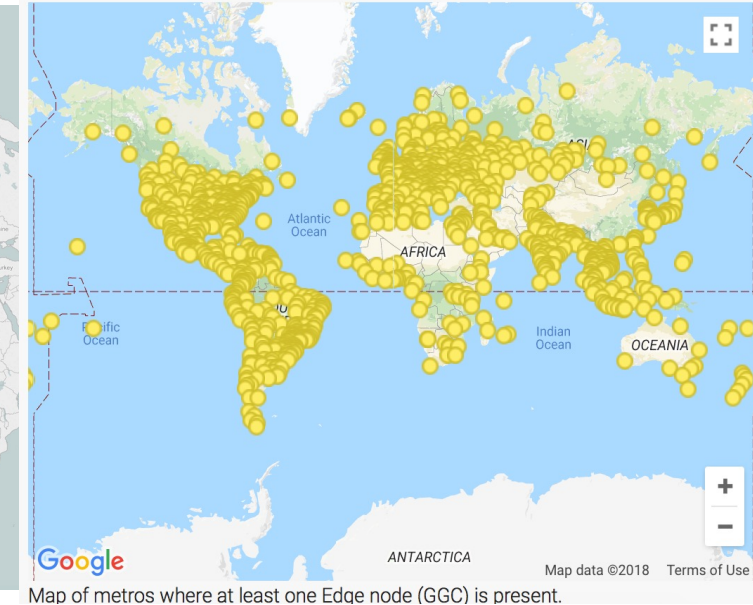 Atlantic
Ocean
AFRICA
Pacific
Ocean
Indian
Ocean
OCEANIA
ANTARCTICA
Google
Map data ©2018 Terms of Use
Map of metros where at least one Edge node (GGC) is present.